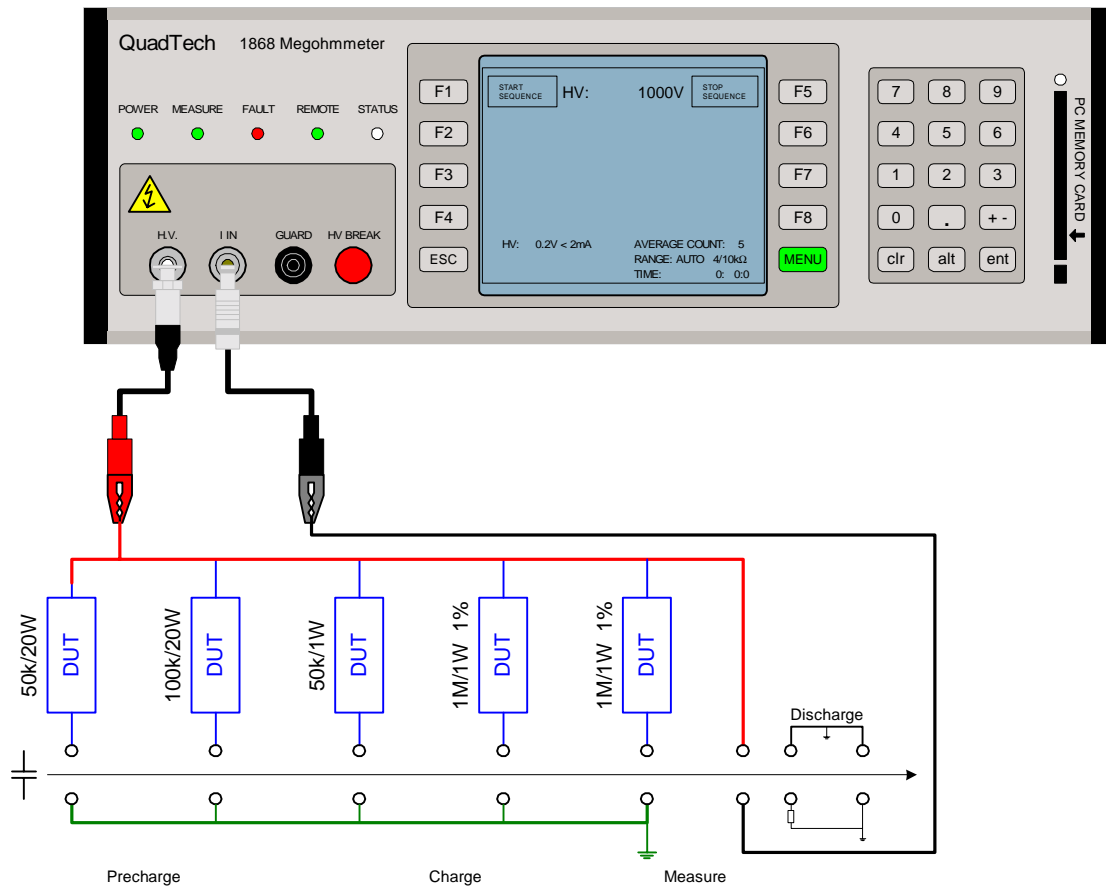 QuadTech 1868 Megohmmeter
POWER MEASURE FAULT REMOTE STATUS
H.V. I IN GUARD HV BREAK
F1
F2
F3
F4
ESC
START SEQUENCE HV: 1000V STOP SEQUENCE
HV: 0.2V < 2mA AVERAGE COUNT: 5
RANGE: AUTO 4/10kΩ
TIME: 0: 0:0
F5
F6
F7
F8
MENU
7 8 9
4 5 6
1 2 3
0 . + -
clr alt ent
PC MEMORY CARD
50k/20W
DUT
100k/20W
DUT
50k/1W
DUT
1M/1W 1%
DUT
1M/1W 1%
DUT
Discharge
Precharge Charge Measure